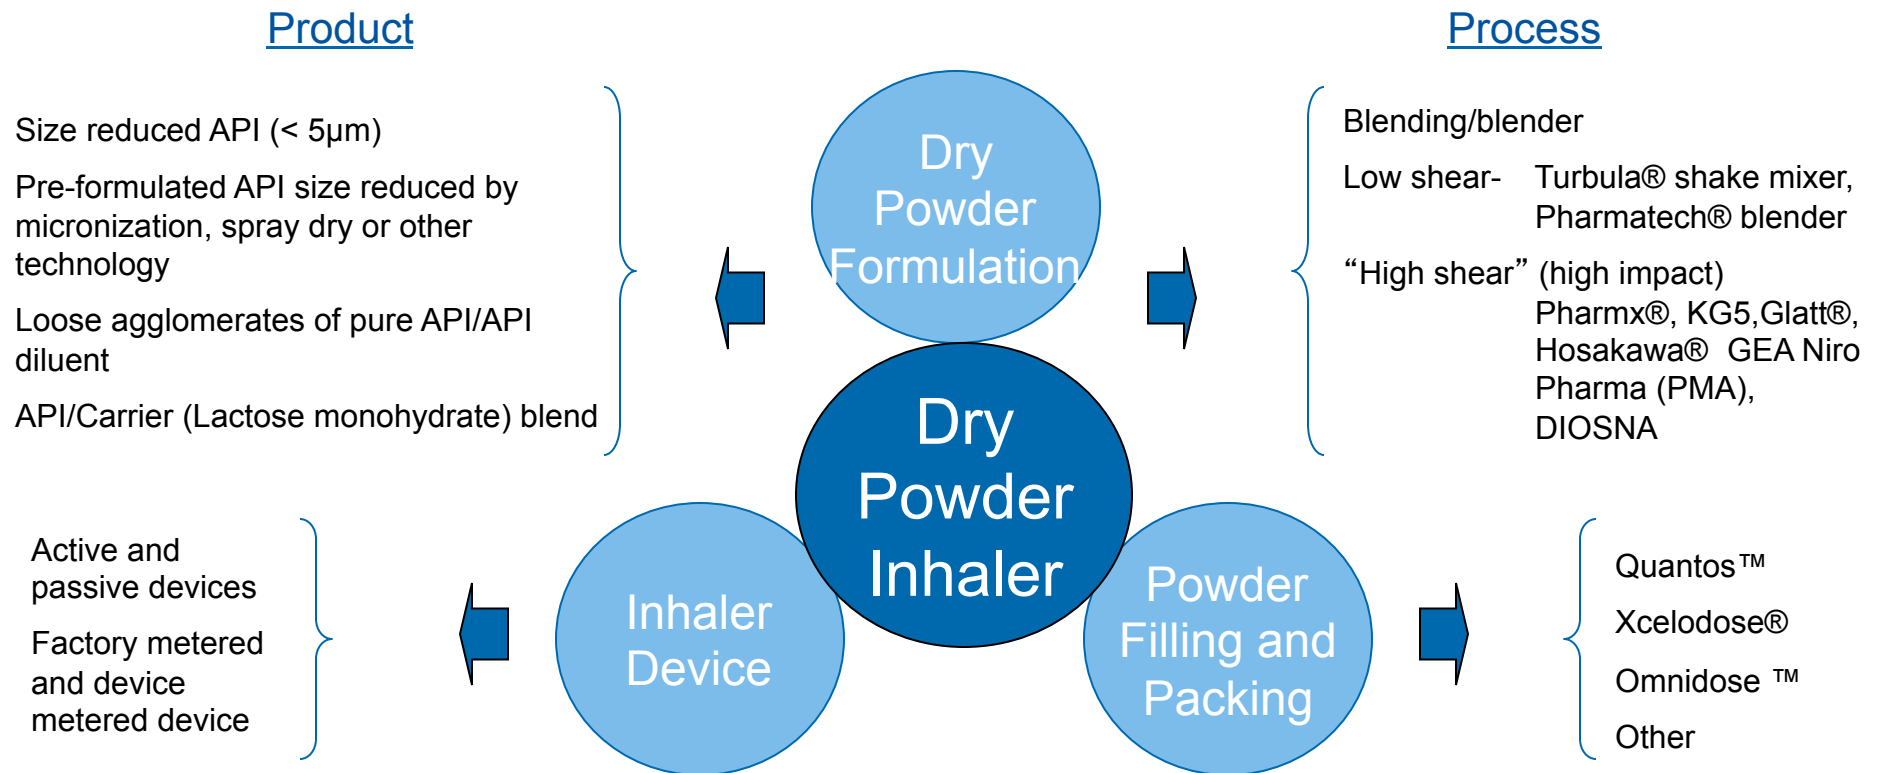 Product
Size reduced API (< 5µm)
Pre-formulated API size reduced by
micronization, spray dry or other
technology
Loose agglomerates of pure API/API
diluent
API/Carrier (Lactose monohydrate) blend
Active and
passive devices
Factory metered
and device
metered device
Dry
Powder
Formulation
Dry
Powder
Inhaler
Inhaler
Device
Powder
Filling and
Packing
Process
Blending/blender
Low shear- Turbula® shake mixer,
Pharmatech® blender
“High shear” (high impact)
Pharmx®, KG5,Glatt®,
Hosakawa® GEA Niro
Pharma (PMA),
DIOSNA
Quantos™
Xcelodose®
Omnidose ™
Other